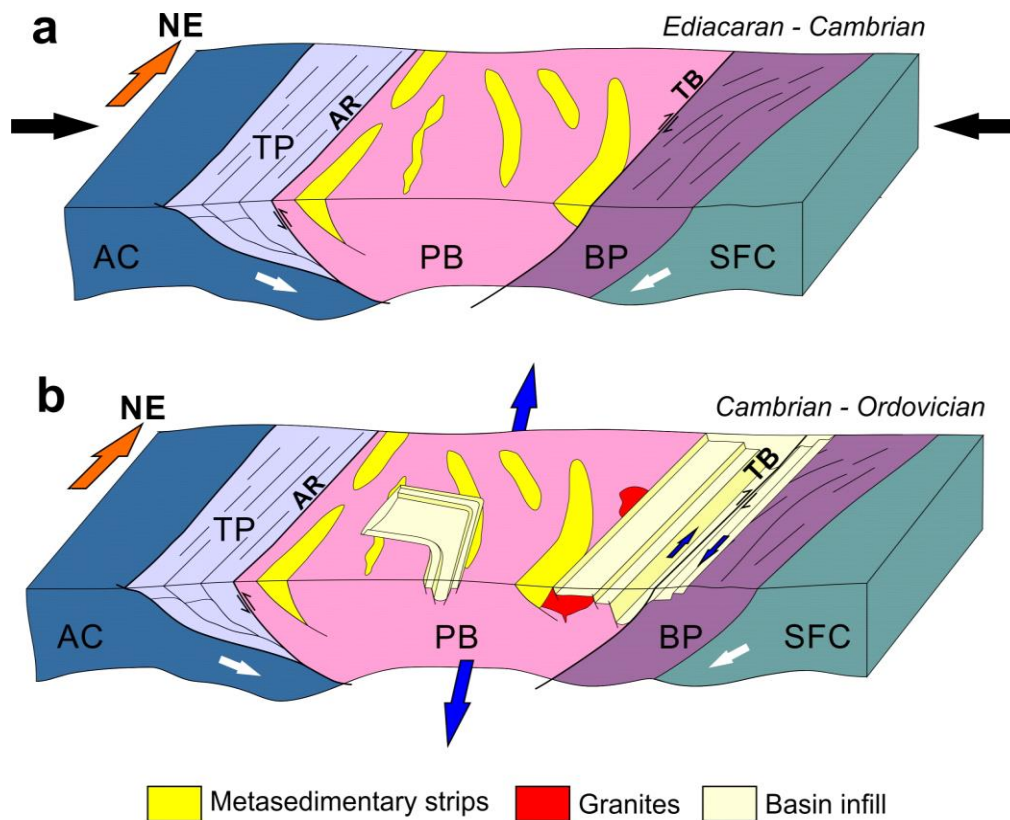 a
NE
Ediacaran - Cambrian
TP
AR
TB
AC
PB
BP
SFC
b
NE
Cambrian - Ordovician
TP
AR
TB
AC
PB
BP
SFC
Metasedimentary strips
Granites
Basin infill